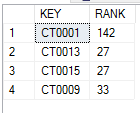 KEY RANK
1 CT0001 142
2 CT0013 27
3 CT0015 27
4 CT0009 33